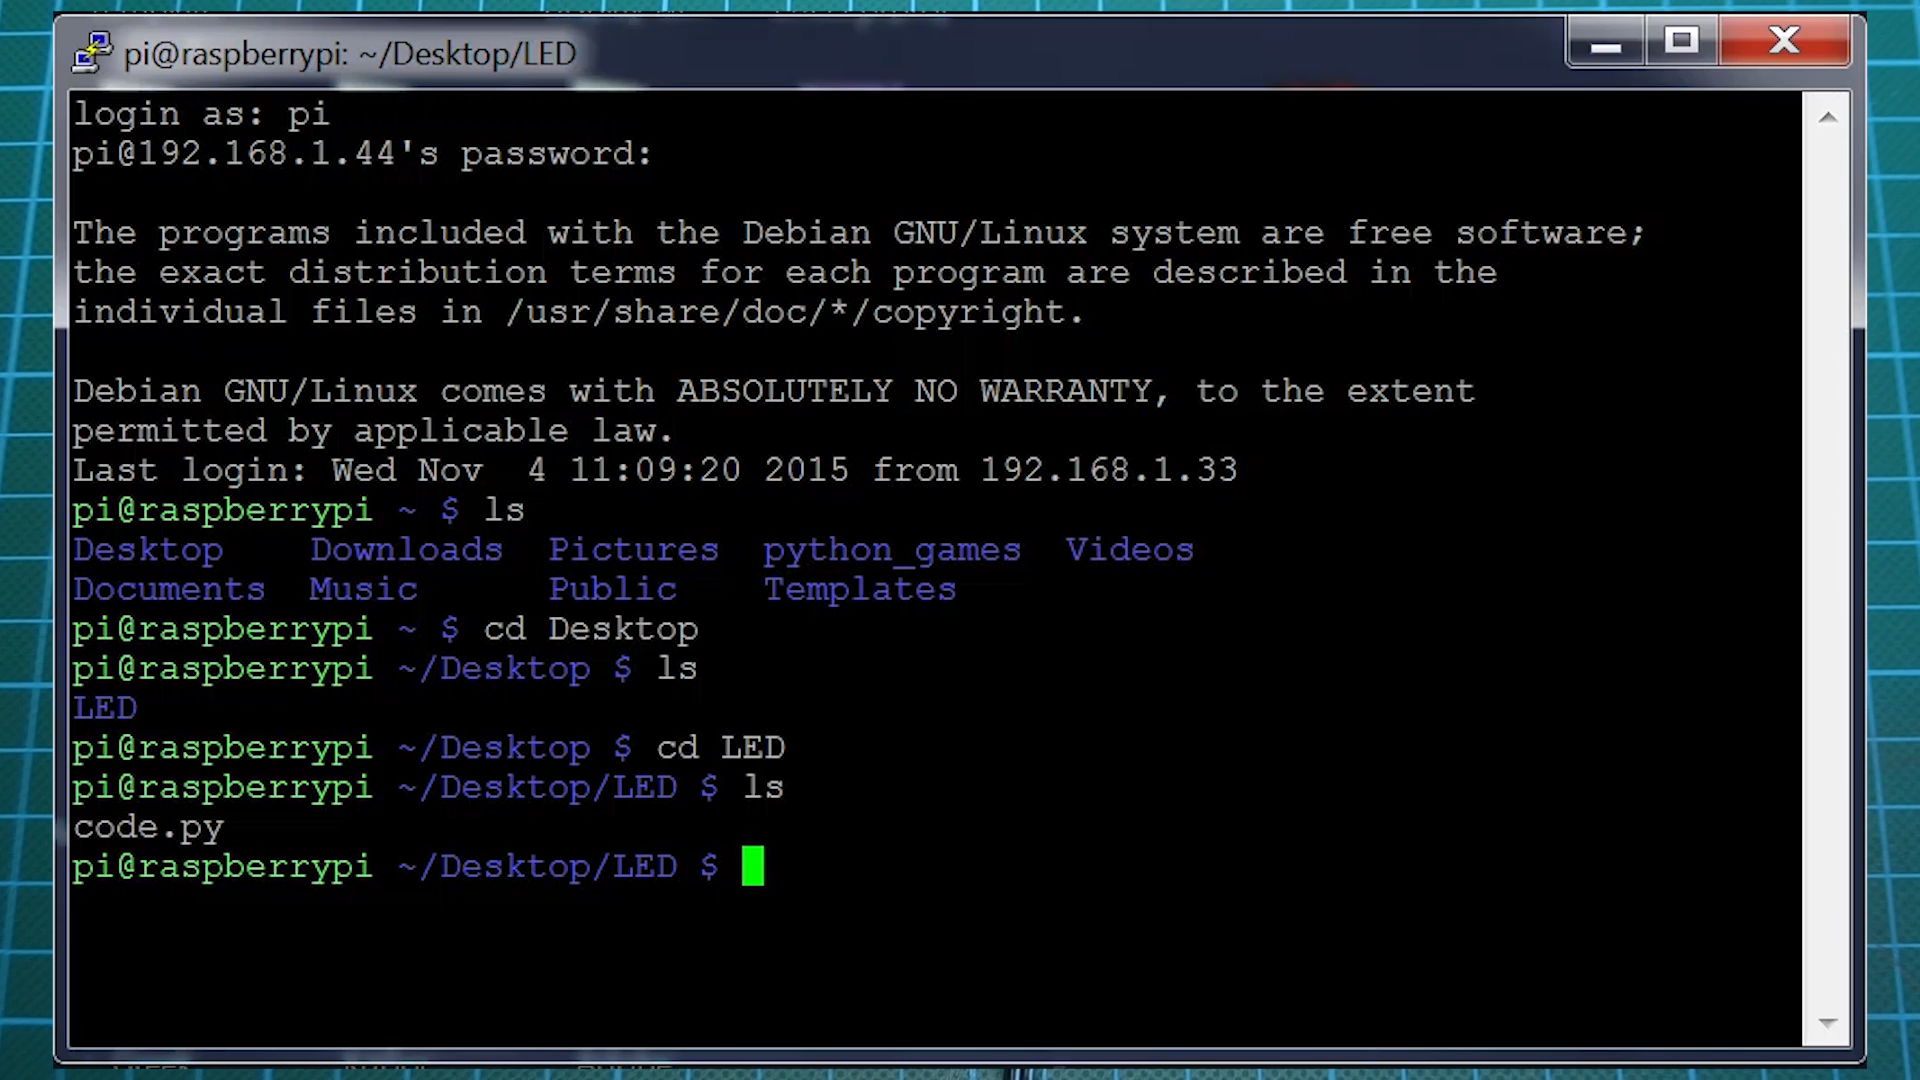 pi@raspberrypi: ~/Desktop/LED
login as: pi
pi@192.168.1.44's password:
The programs included with the Debian GNU/Linux system are free software;
the exact distribution terms for each program are described in the
individual files in /usr/share/doc/*/copyright.
Debian GNU/Linux comes with ABSOLUTELY NO WARRANTY, to the extent
permitted by applicable law.
Last login: Wed Nov  4 11:09:20 2015 from 192.168.1.33
pi@raspberrypi ~ $ ls
Desktop    Downloads  Pictures  python_games  Videos
Documents  Music      Public    Templates
pi@raspberrypi ~ $ cd Desktop
pi@raspberrypi ~/Desktop $ ls
LED
pi@raspberrypi ~/Desktop $ cd LED
pi@raspberrypi ~/Desktop/LED $ ls
code.py
pi@raspberrypi ~/Desktop/LED $